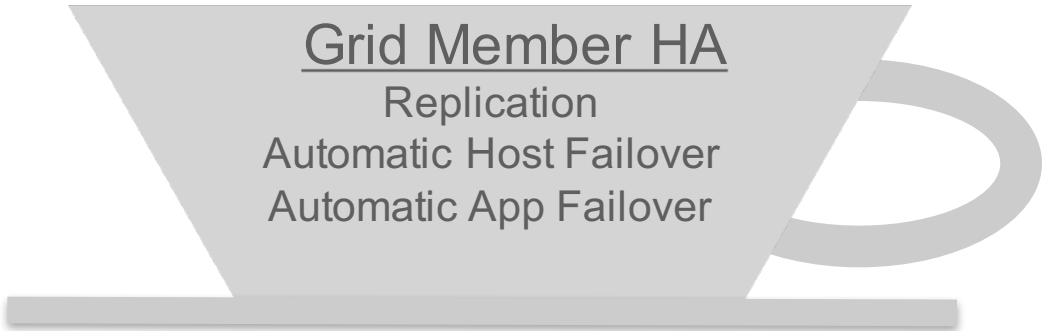 Grid Member HA
Replication
Automatic Host Failover
Automatic App Failover